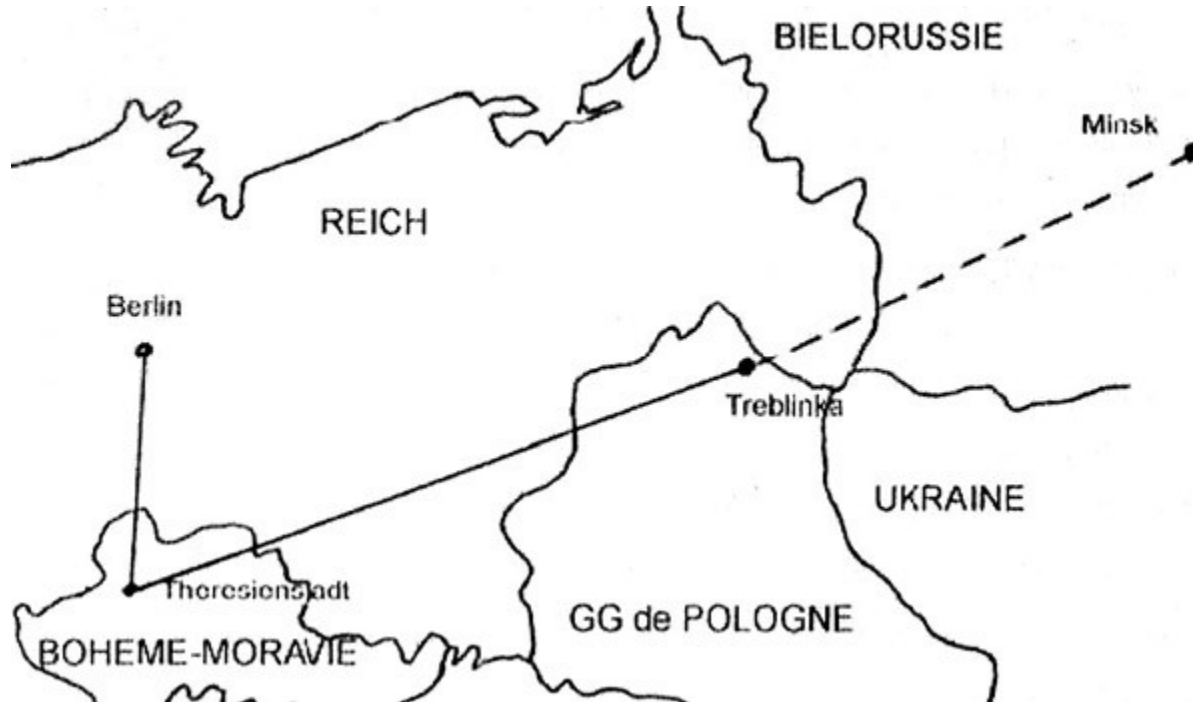 BIELORUSSIE
Minsk
REICH
Berlin
Treblinka
UKRAINE
Theresienstadt
GG de POLOGNE
BOHEME-MORAVIE